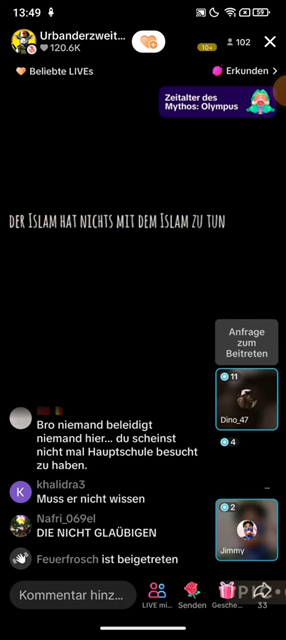 13:49
59
Urbanderzweit...
120.6K
10+
102
Beliebte LIVEs
Erkunden >
Zeitalter des
Mythos: Olympus
der Islam hat nichts mit dem Islam zu tun
Anfrage
zum
Beitreten
11
Dino_47
4
Bro niemand beleidigt
niemand hier... du scheinst
nicht mal Hauptschule besucht
zu haben.
K
khalidra3
Muss er nicht wissen
Nafri_069el
DIE NICHT GLAÜBIGEN
2
Jimmy
Feuerfrosch ist beigetreten
Kommentar hinz...
LIVE mi...
Senden
Gesche...
33